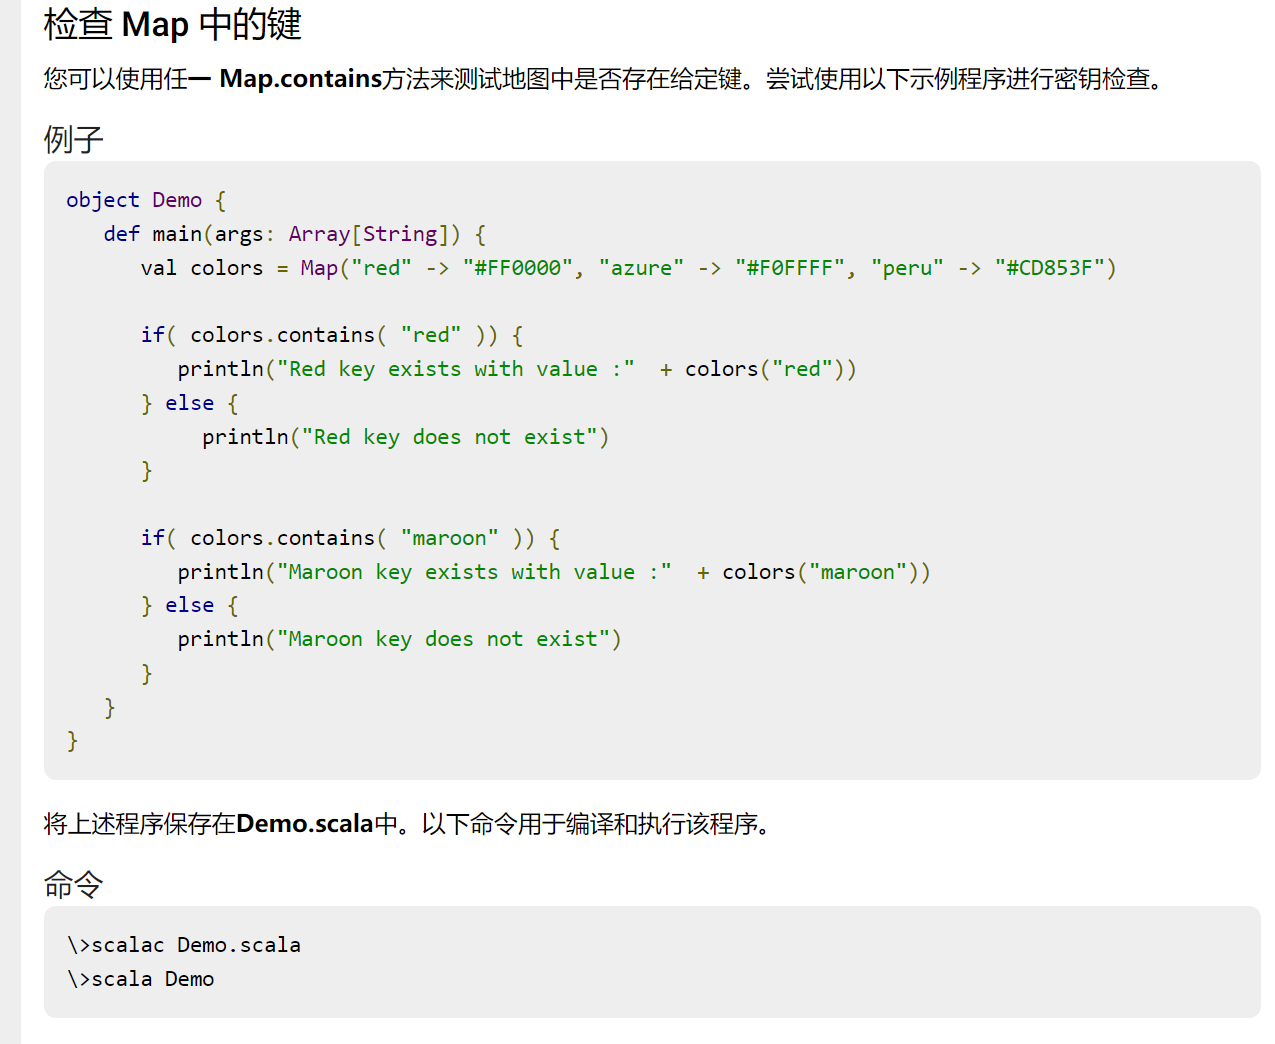 检查 Map 中的键
您可以使用任一 Map.contains方法来测试地图中是否存在给定键。尝试使用以下示例程序进行密钥检查。
例子
object Demo {
   def main(args: Array[String]) {
      val colors = Map("red" -> "#FF0000", "azure" -> "#F0FFFF", "peru" -> "#CD853F")

      if( colors.contains( "red" )) {
         println("Red key exists with value :"  + colors("red"))
      } else {
           println("Red key does not exist")
      }

      if( colors.contains( "maroon" )) {
         println("Maroon key exists with value :"  + colors("maroon"))
      } else {
         println("Maroon key does not exist")
      }
   }
}
将上述程序保存在Demo.scala中。以下命令用于编译和执行该程序。
命令
\>scalac Demo.scala
\>scala Demo